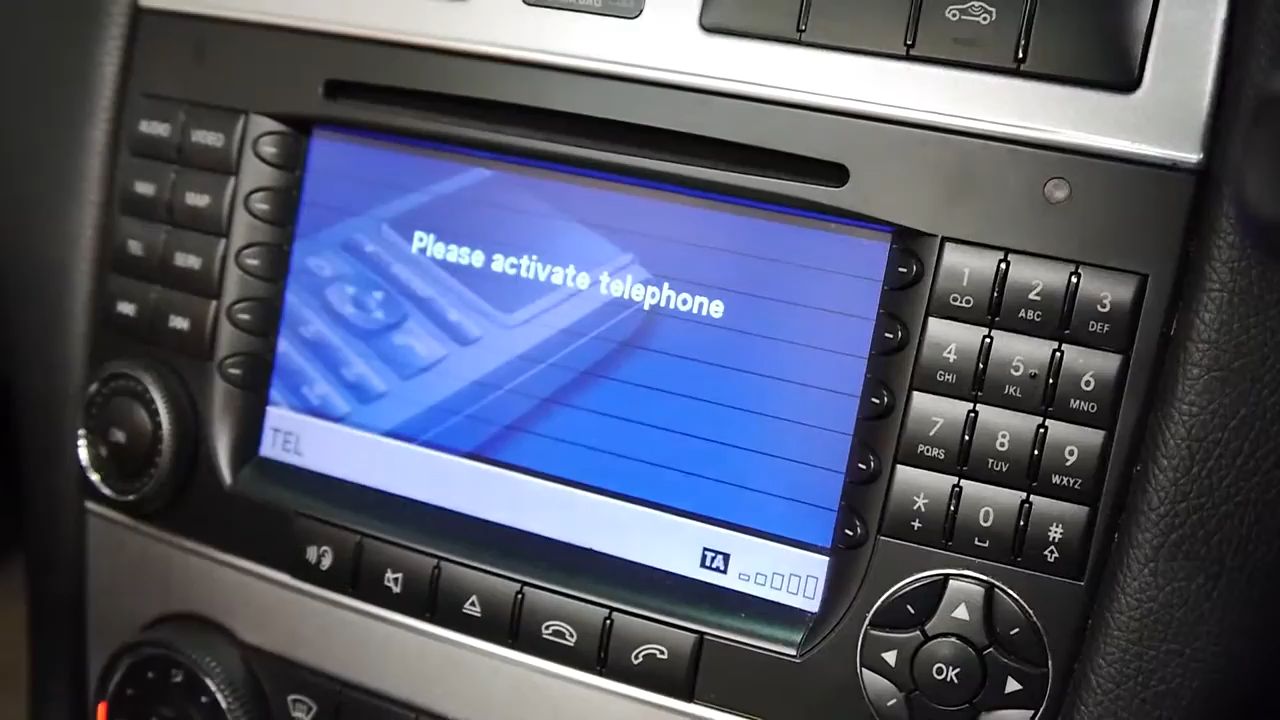 AUDIO VIDEO
NAVI MAP
TEL SERV
Please activate telephone
TEL
TA
1
2 ABC
3 DEF
4 GHI
5 JKL
6 MNO
7 PQRS
8 TUV
9 WXYZ
* +
0
#
OK